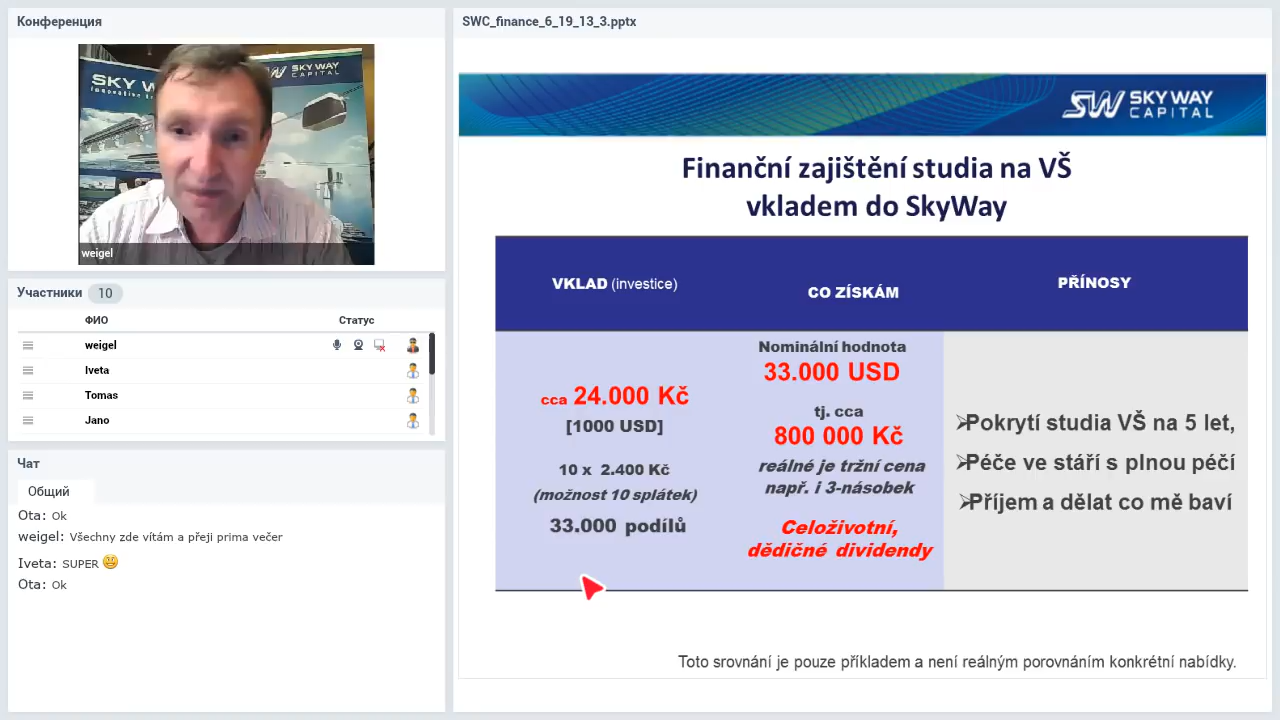 Конференция
SKY W
Innovative tr
SKY WAY
CAPITAL
weigel
Участники 10
ФИО Статус
weigel
Iveta
Tomas
Jano
Чат
Общий
Ota: Ok
weigel: Všechny zde vítám a přeji prima večer
Iveta: SUPER
Ota: Ok
SWC_finance_6_19_13_3.pptx
SW SKY WAY
CAPITAL
Finanční zajištění studia na VŠ
vkladem do SkyWay
VKLAD (investice)
CO ZÍSKÁM
PŘÍNOSY
cca 24.000 Kč
[1000 USD]
10 x 2.400 Kč
(možnost 10 splátek)
33.000 podílů
Nominální hodnota
33.000 USD
tj. cca
800 000 Kč
reálné je tržní cena
např. i 3-násobek
Celoživotní,
dědičné dividendy
➢Pokrytí studia VŠ na 5 let,
➢Péče ve stáří s plnou péčí
➢Příjem a dělat co mě baví
Toto srovnání je pouze příkladem a není reálným porovnáním konkrétní nabídky.